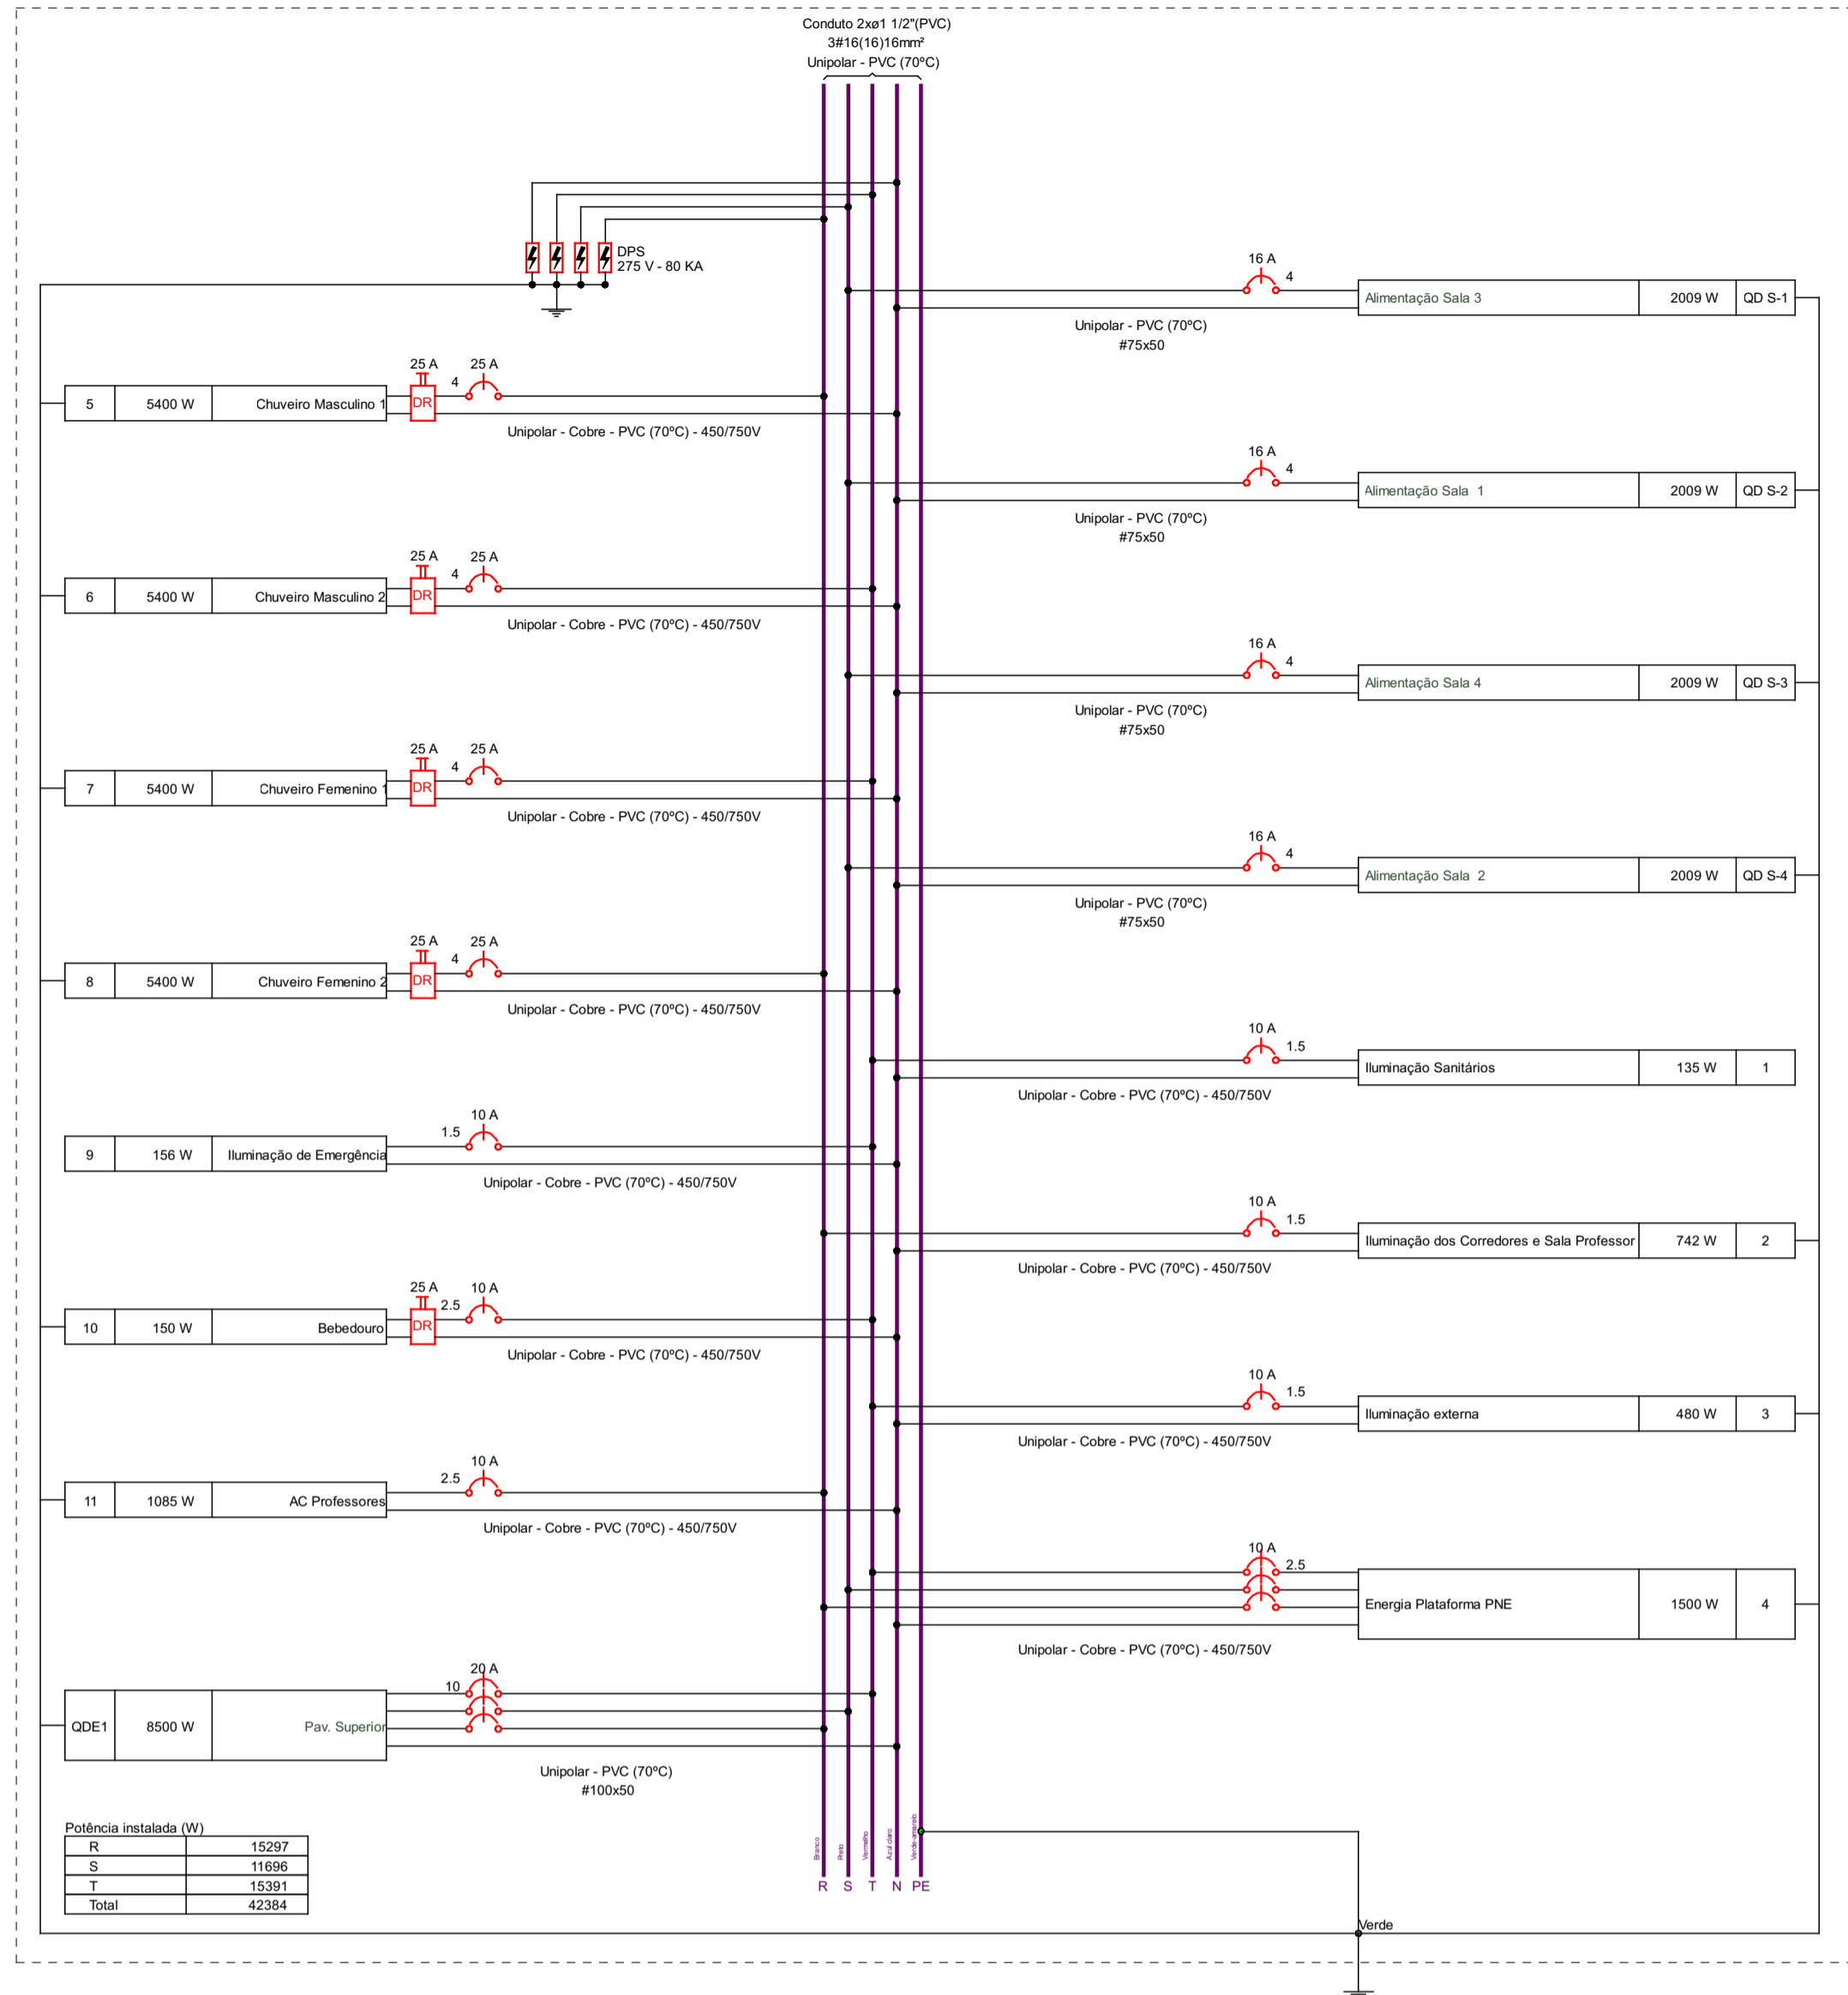 Conduto 2xø1 1/2"(PVC)
3#16(16)16mm²
Unipolar - PVC (70ºC)
DPS
275 V - 80 KA
16 A
4
Alimentação Sala 3 2009 W QD S-1
Unipolar - PVC (70ºC)
#75x50
25 A 25 A
4
5 5400 W Chuveiro Masculino 1 DR
Unipolar - Cobre - PVC (70ºC) - 450/750V
16 A
4
Alimentação Sala 1 2009 W QD S-2
Unipolar - PVC (70ºC)
#75x50
25 A 25 A
4
6 5400 W Chuveiro Masculino 2 DR
Unipolar - Cobre - PVC (70ºC) - 450/750V
16 A
4
Alimentação Sala 4 2009 W QD S-3
Unipolar - PVC (70ºC)
#75x50
25 A 25 A
4
7 5400 W Chuveiro Femenino 1 DR
Unipolar - Cobre - PVC (70ºC) - 450/750V
16 A
4
Alimentação Sala 2 2009 W QD S-4
Unipolar - PVC (70ºC)
#75x50
25 A 25 A
4
8 5400 W Chuveiro Femenino 2 DR
Unipolar - Cobre - PVC (70ºC) - 450/750V
10 A
1.5
Iluminação Sanitários 135 W 1
Unipolar - Cobre - PVC (70ºC) - 450/750V
10 A
1.5
9 156 W Iluminação de Emergência
Unipolar - Cobre - PVC (70ºC) - 450/750V
10 A
1.5
Iluminação dos Corredores e Sala Professor 742 W 2
Unipolar - Cobre - PVC (70ºC) - 450/750V
25 A 10 A
2.5
10 150 W Bebedouro DR
Unipolar - Cobre - PVC (70ºC) - 450/750V
10 A
1.5
Iluminação externa 480 W 3
Unipolar - Cobre - PVC (70ºC) - 450/750V
10 A
2.5
11 1085 W AC Professores
Unipolar - Cobre - PVC (70ºC) - 450/750V
10 A
2.5
Energia Plataforma PNE 1500 W 4
Unipolar - Cobre - PVC (70ºC) - 450/750V
20 A
10
QDE1 8500 W Pav. Superior
Unipolar - PVC (70ºC)
#100x50
Potência instalada (W)
R 15297
S 11696
T 15391
Total 42384
Branco Preto Vermelho Azul claro Verde-amarelo
R S T N PE
Verde